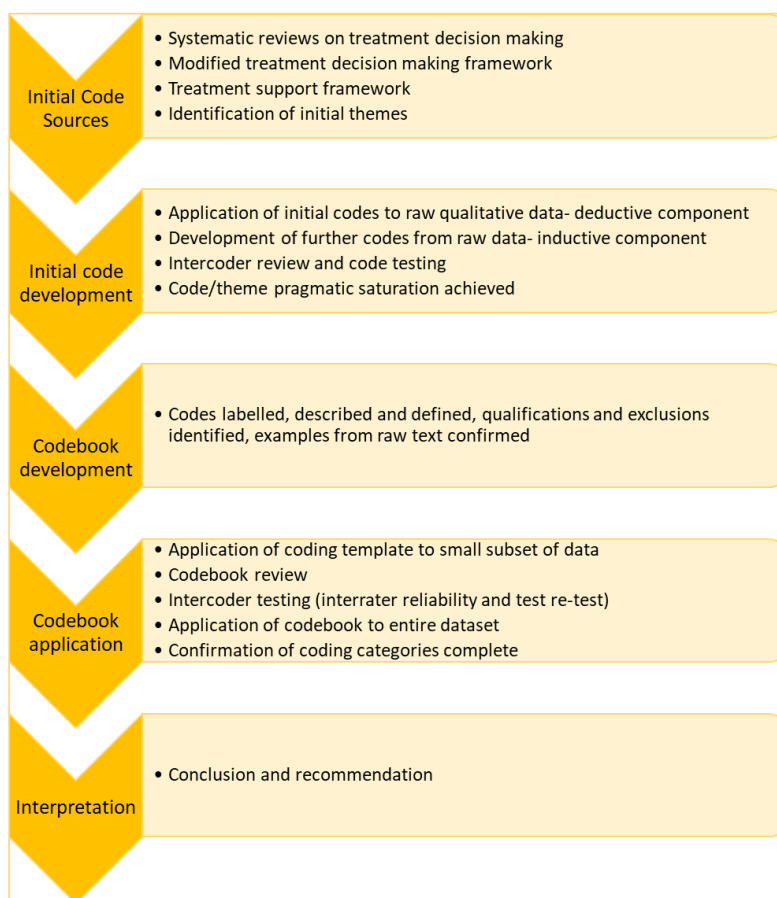 Initial Code
Sources
• Systematic reviews on treatment decision making
• Modified treatment decision making framework
• Treatment support framework
• Identification of initial themes
Initial code
development
• Application of initial codes to raw qualitative data- deductive component
• Development of further codes from raw data- inductive component
• Intercoder review and code testing
• Code/theme pragmatic saturation achieved
Codebook
development
• Codes labelled, described and defined, qualifications and exclusions
identified, examples from raw text confirmed
Codebook
application
• Application of coding template to small subset of data
• Codebook review
• Intercoder testing (interrater reliability and test re-test)
• Application of codebook to entire dataset
• Confirmation of coding categories complete
Interpretation
• Conclusion and recommendation